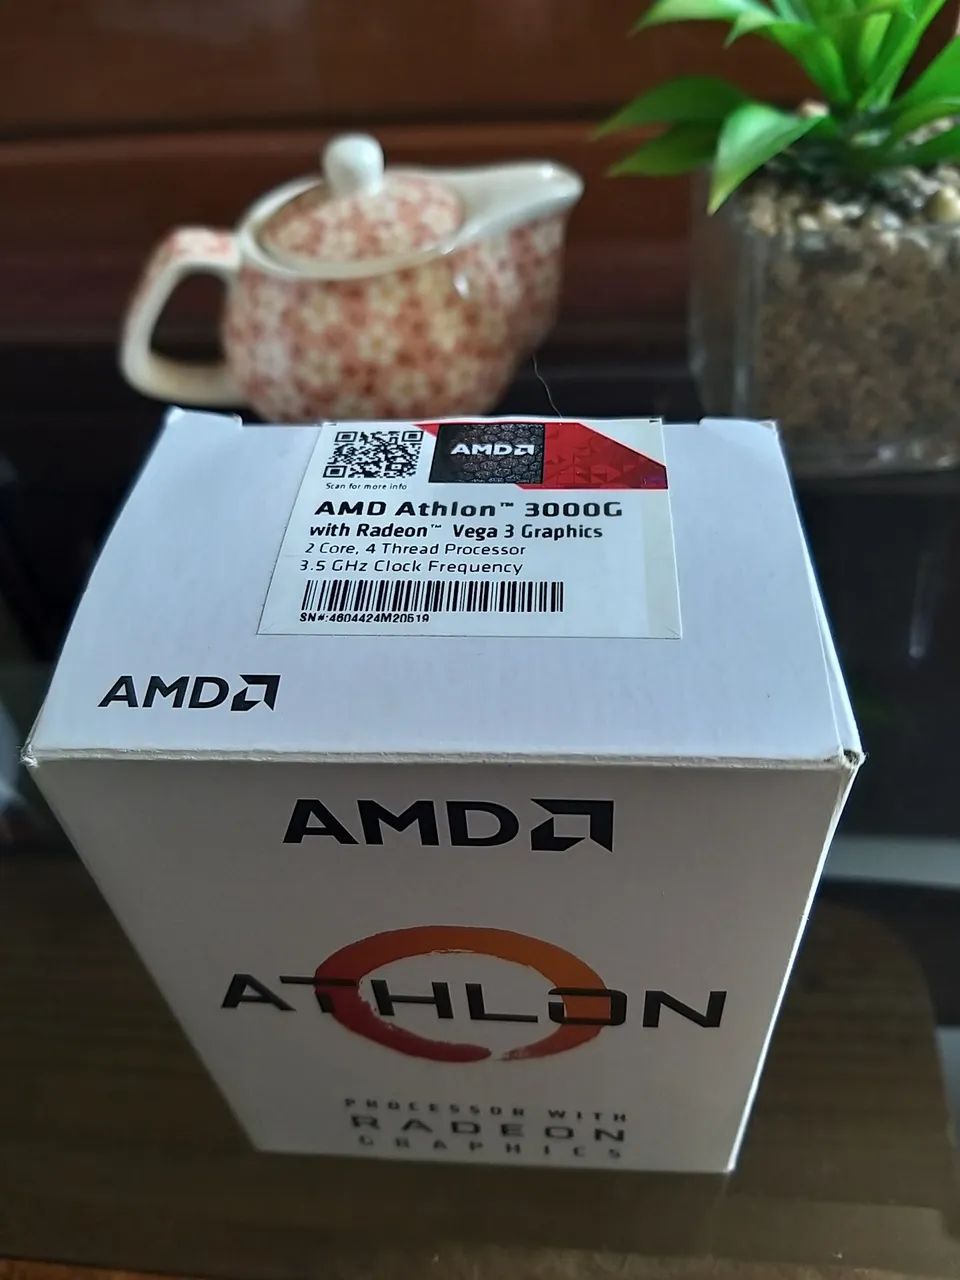 Scan for more info
AMD
AMD Athlon™ 3000G
with Radeon™ Vega 3 Graphics
2 Core, 4 Thread Processor
3.5 GHz Clock Frequency
SN#:4604424M20519
AMD
AMD
ATHLON
PROCESSOR WITH
RADEON
GRAPHICS